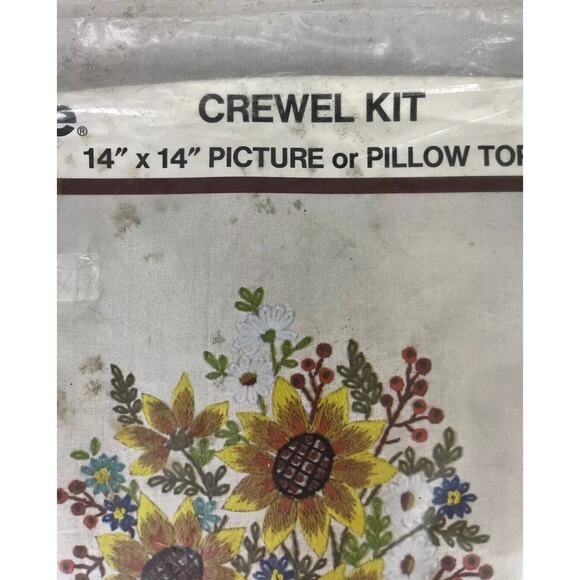 e® CREWEL KIT
14" x 14" PICTURE or PILLOW TOP